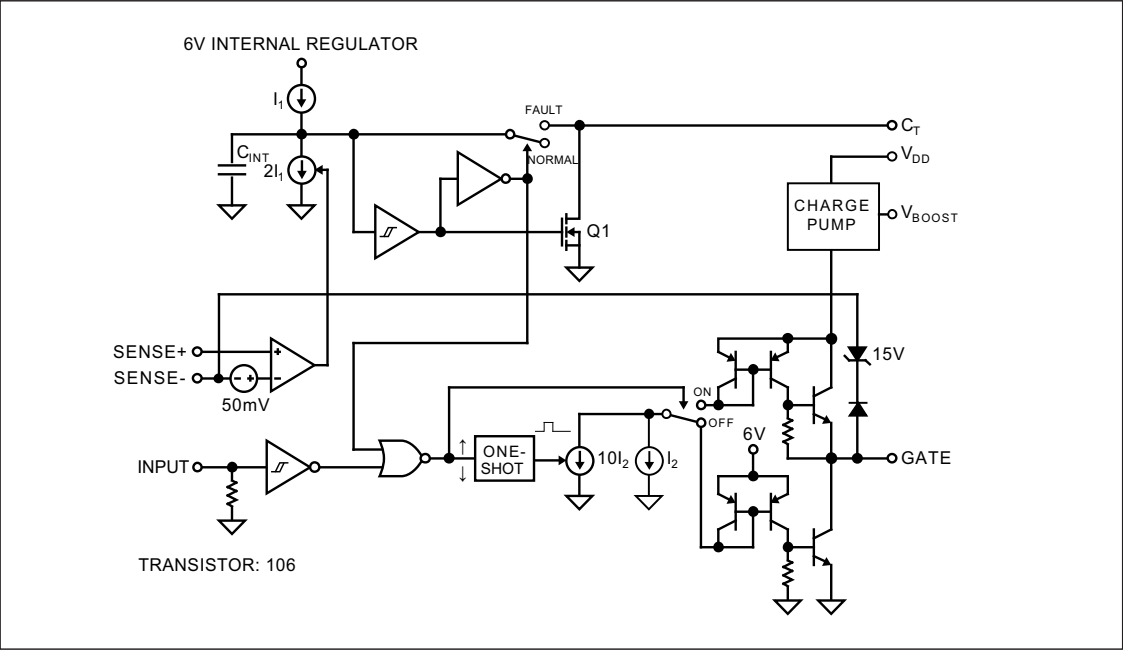 6V INTERNAL REGULATOR
I1
FAULT
CT
NORMAL
VDD
CINT
2I1
CHARGE
PUMP
VBOOST
Q1
SENSE+
+
15V
SENSE-
- +
-
50mV
ON
OFF
6V
↑
↓
ONE-
SHOT
10I2
I2
INPUT
GATE
TRANSISTOR: 106